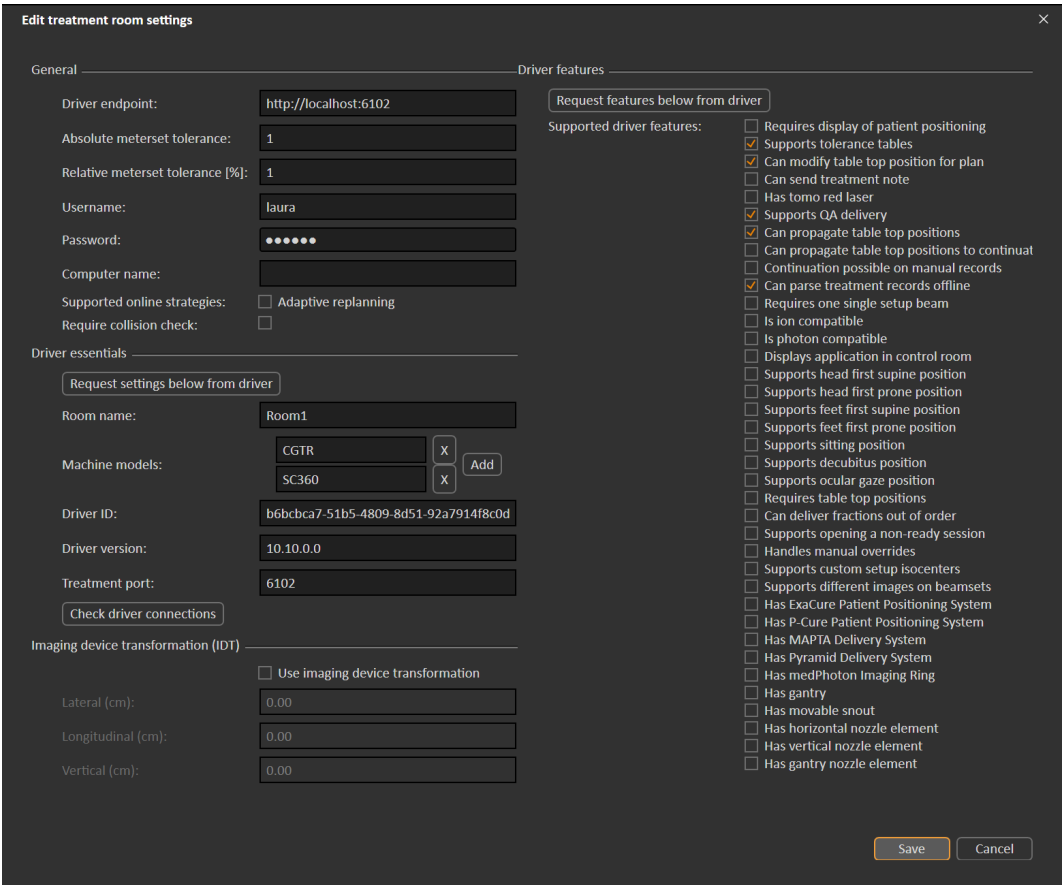 Edit treatment room settings
General
Driver endpoint: http://localhost:6102
Absolute meterset tolerance: 1
Relative meterset tolerance [%]: 1
Username: laura
Password: ●●●●●●
Computer name:
Supported online strategies: Adaptive replanning
Require collision check:
Driver essentials
Request settings below from driver
Room name: Room1
Machine models:
CGTR X
SC360 X
Add
Driver ID: b6bcbca7-51b5-4809-8d51-92a7914f8c0d
Driver version: 10.10.0.0
Treatment port: 6102
Check driver connections
Imaging device transformation (IDT)
Use imaging device transformation
Lateral (cm): 0.00
Longitudinal (cm): 0.00
Vertical (cm): 0.00
Driver features
Request features below from driver
Supported driver features:
Requires display of patient positioning
Supports tolerance tables
Can modify table top position for plan
Can send treatment note
Has tomo red laser
Supports QA delivery
Can propagate table top positions
Can propagate table top positions to continuat
Continuation possible on manual records
Can parse treatment records offline
Requires one single setup beam
Is ion compatible
Is photon compatible
Displays application in control room
Supports head first supine position
Supports head first prone position
Supports feet first supine position
Supports feet first prone position
Supports sitting position
Supports decubitus position
Supports ocular gaze position
Requires table top positions
Can deliver fractions out of order
Supports opening a non-ready session
Handles manual overrides
Supports custom setup isocenters
Supports different images on beamsets
Has ExaCure Patient Positioning System
Has P-Cure Patient Positioning System
Has MAPTA Delivery System
Has Pyramid Delivery System
Has medPhoton Imaging Ring
Has gantry
Has movable snout
Has horizontal nozzle element
Has vertical nozzle element
Has gantry nozzle element
Save
Cancel